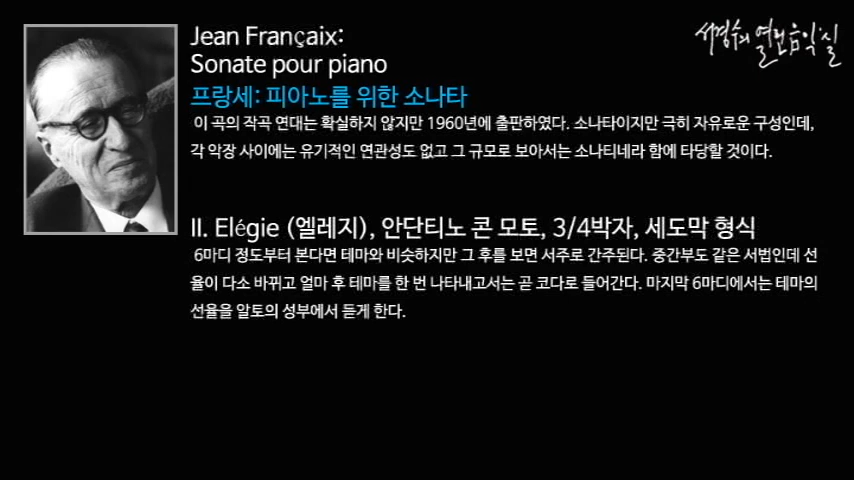 Jean Françaix:
서경수의 열린음악실
Sonate pour piano
프랑세: 피아노를 위한 소나타
이 곡의 작곡 연대는 확실하지 않지만 1960년에 출판하였다. 소나타이지만 극히 자유로운 구성인데,
각 악장 사이에는 유기적인 연관성도 없고 그 규모로 보아서는 소나티네라 함에 타당할 것이다.
II. Elégie (엘레지), 안단티노 콘 모토, 3/4박자, 세도막 형식
6마디 정도부터 본다면 테마와 비슷하지만 그 후를 보면 서주로 간주된다. 중간부도 같은 서법인데 선
율이 다소 바뀌고 얼마 후 테마를 한 번 나타내고서는 곧 코다로 들어간다. 마지막 6마디에서는 테마의
선율을 알토의 성부에서 듣게 한다.